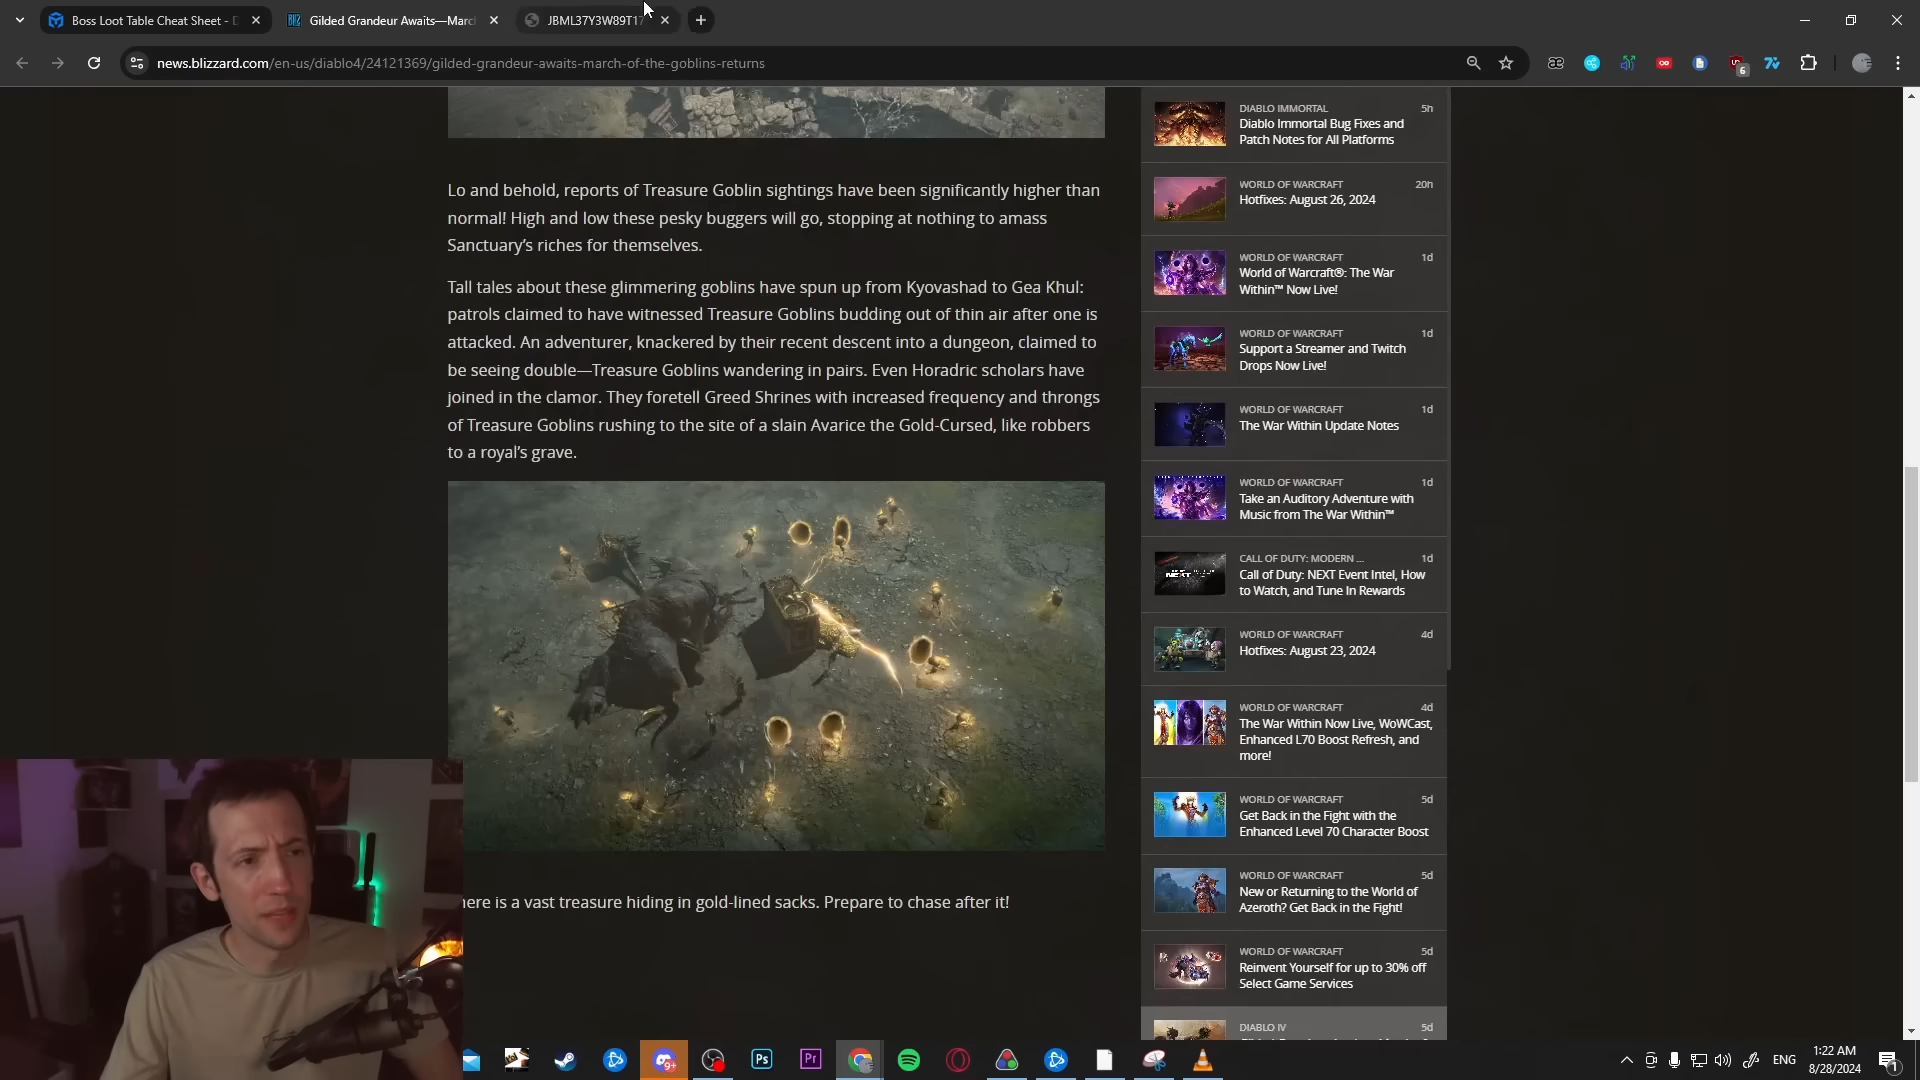 Boss Loot Table Cheat Sheet - D
Gilded Grandeur Awaits—Marc
JBML37Y3W89T17
news.blizzard.com/en-us/diablo4/24121369/gilded-grandeur-awaits-march-of-the-goblins-returns
6
Lo and behold, reports of Treasure Goblin sightings have been significantly higher than
normal! High and low these pesky buggers will go, stopping at nothing to amass
Sanctuary's riches for themselves.
Tall tales about these glimmering goblins have spun up from Kyovashad to Gea Khul:
patrols claimed to have witnessed Treasure Goblins budding out of thin air after one is
attacked. An adventurer, knackered by their recent descent into a dungeon, claimed to
be seeing double—Treasure Goblins wandering in pairs. Even Horadric scholars have
joined in the clamor. They foretell Greed Shrines with increased frequency and throngs
of Treasure Goblins rushing to the site of a slain Avarice the Gold-Cursed, like robbers
to a royal's grave.
here is a vast treasure hiding in gold-lined sacks. Prepare to chase after it!
DIABLO IMMORTAL 5h
Diablo Immortal Bug Fixes and
Patch Notes for All Platforms
WORLD OF WARCRAFT 20h
Hotfixes: August 26, 2024
WORLD OF WARCRAFT 1d
World of Warcraft®: The War
Within™ Now Live!
WORLD OF WARCRAFT 1d
Support a Streamer and Twitch
Drops Now Live!
WORLD OF WARCRAFT 1d
The War Within Update Notes
WORLD OF WARCRAFT 1d
Take an Auditory Adventure with
Music from The War Within™
CALL OF DUTY: MODERN ... 1d
Call of Duty: NEXT Event Intel, How
to Watch, and Tune In Rewards
WORLD OF WARCRAFT 4d
Hotfixes: August 23, 2024
WORLD OF WARCRAFT 4d
The War Within Now Live, WoWCast,
Enhanced L70 Boost Refresh, and
more!
WORLD OF WARCRAFT 5d
Get Back in the Fight with the
Enhanced Level 70 Character Boost
WORLD OF WARCRAFT 5d
New or Returning to the World of
Azeroth? Get Back in the Fight!
WORLD OF WARCRAFT 5d
Reinvent Yourself for up to 30% off
Select Game Services
DIABLO IV 5d
9+
Ps
Pr
ENG
1:22 AM
8/28/2024
1